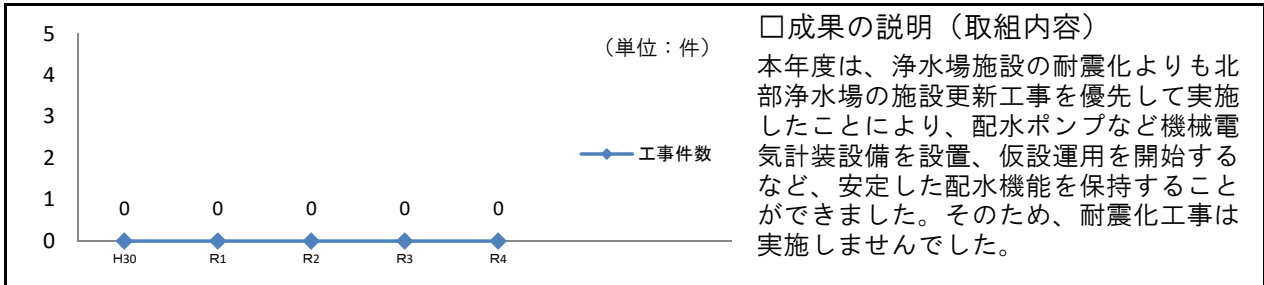 5
(単位：件)
4
3
2
工事件数
1
0 0 0 0 0
0
H30 R1 R2 R3 R4
□成果の説明（取組内容）
本年度は、浄水場施設の耐震化よりも北
部浄水場の施設更新工事を優先して実施
したことにより、配水ポンプなど機械電
気計装設備を設置、仮設運用を開始する
など、安定した配水機能を保持すること
ができました。そのため、耐震化工事は
実施しませんでした。